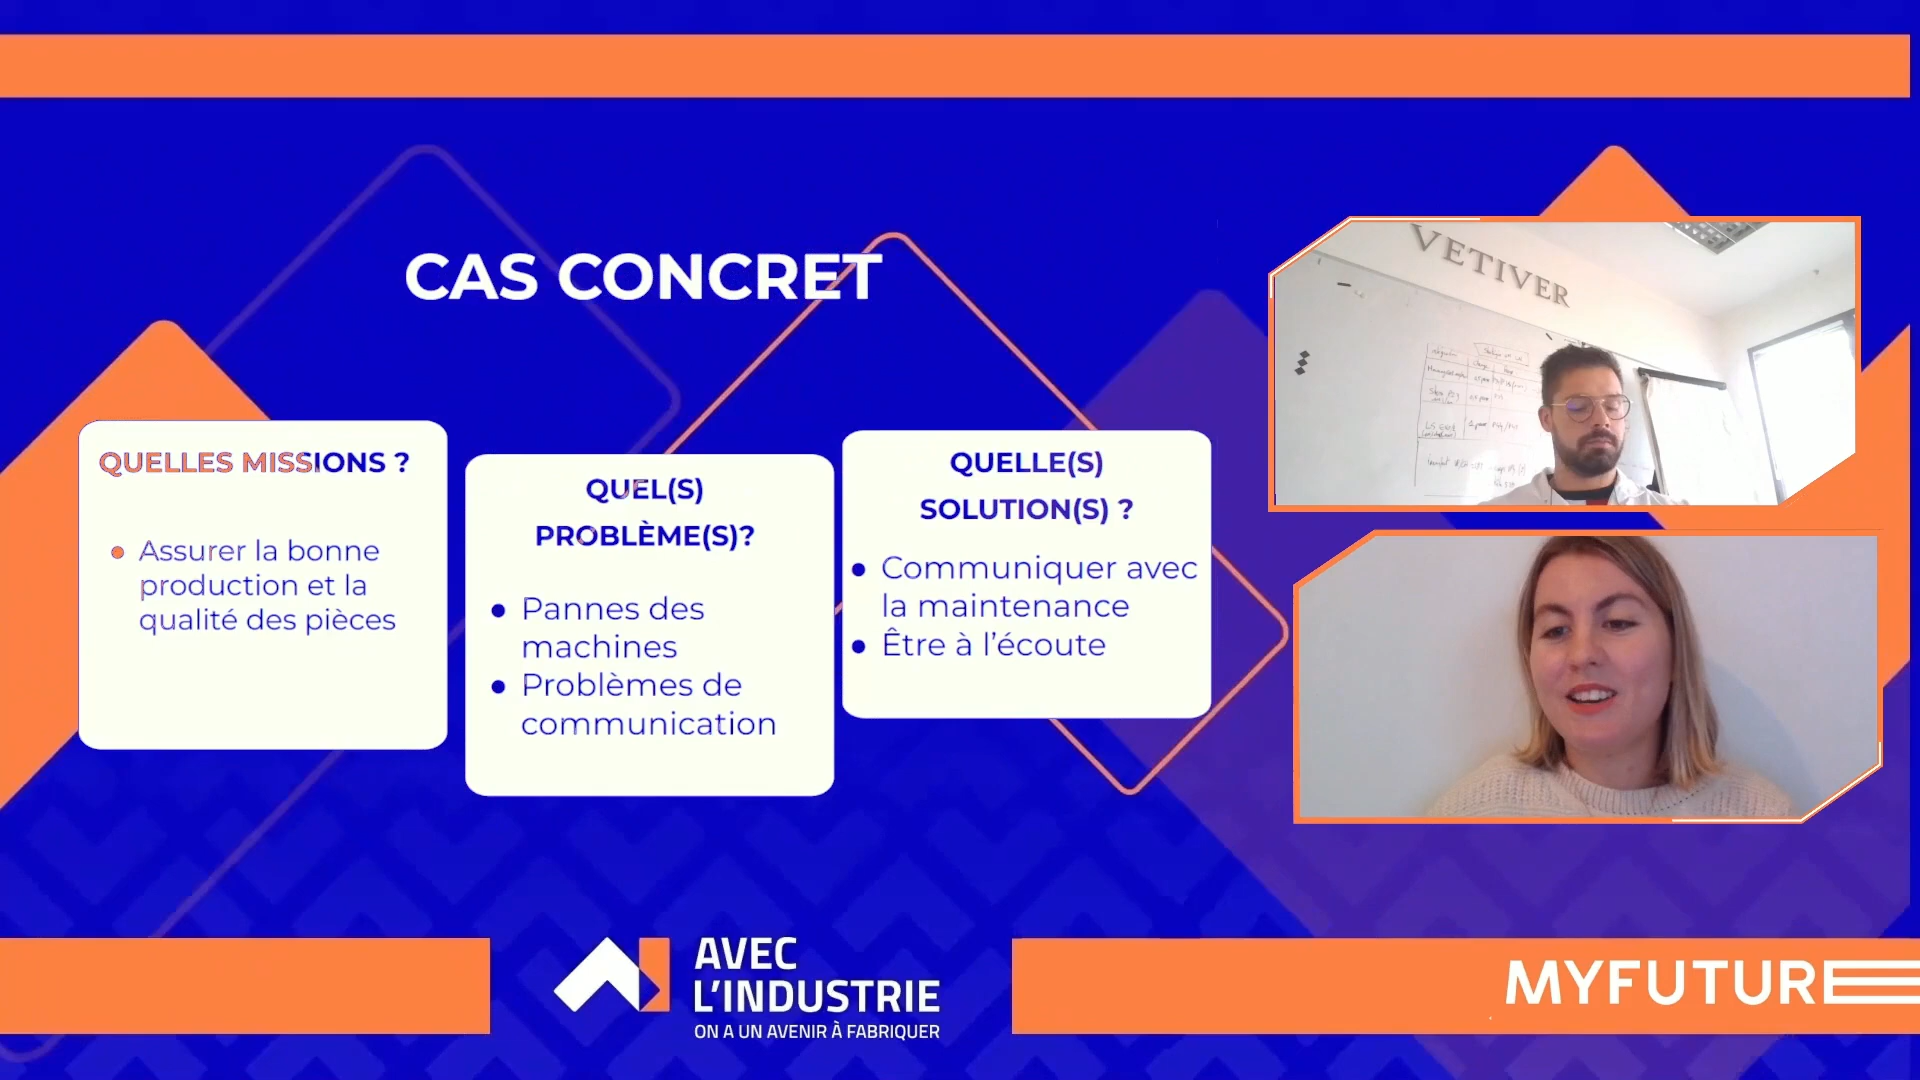 CAS CONCRET
QUELLES MISSIONS ?
Assurer la bonne
production et la
qualité des pièces
QUEL(S)
PROBLÈME(S)?
Pannes des
machines
Problèmes de
communication
QUELLE(S)
SOLUTION(S) ?
Communiquer avec
la maintenance
Être à l’écoute
VETIVER
AVEC
L’INDUSTRIE
ON A UN AVENIR À FABRIQUER
MYFUTURE